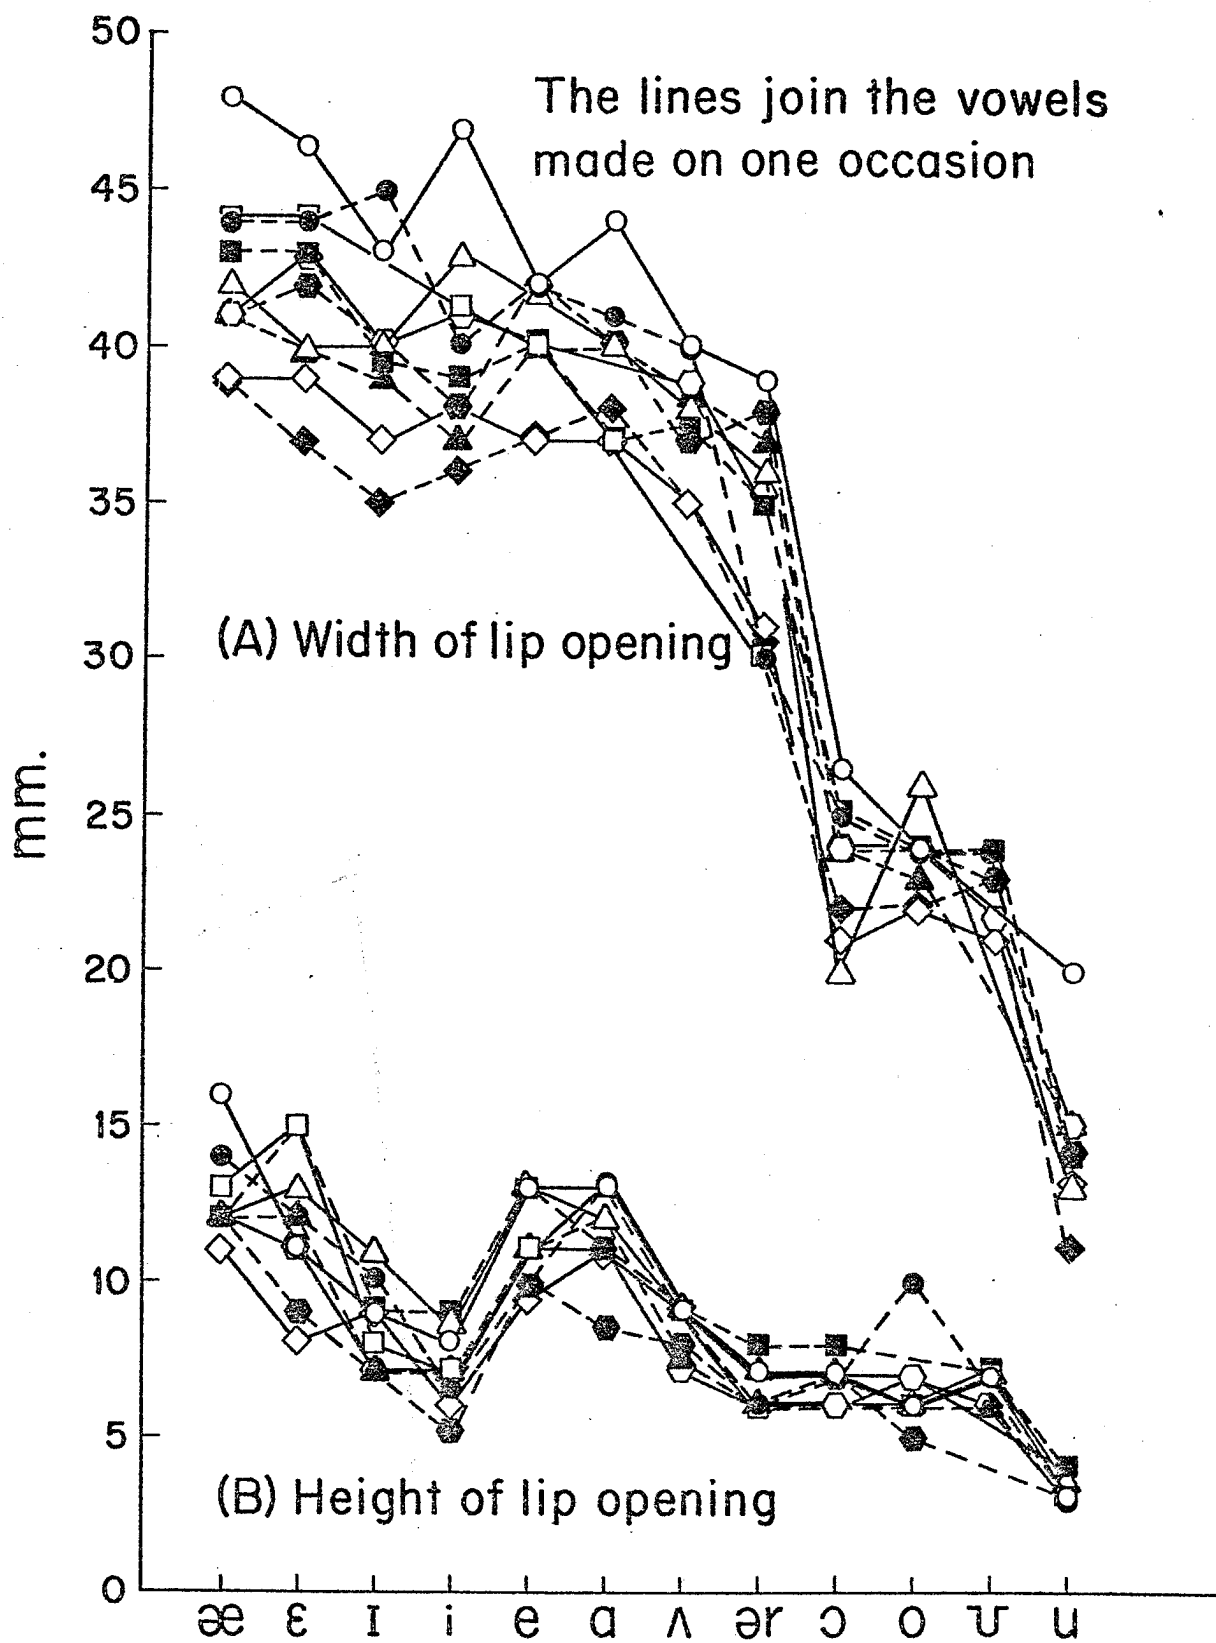 50
The lines join the vowels
made on one occasion
45
40
35
(A) Width of lip opening
30
mm.
25
20
15
10
5
(B) Height of lip opening
0
æ ɛ ɪ i ə ɑ ʌ ər ɔ o ʊ u